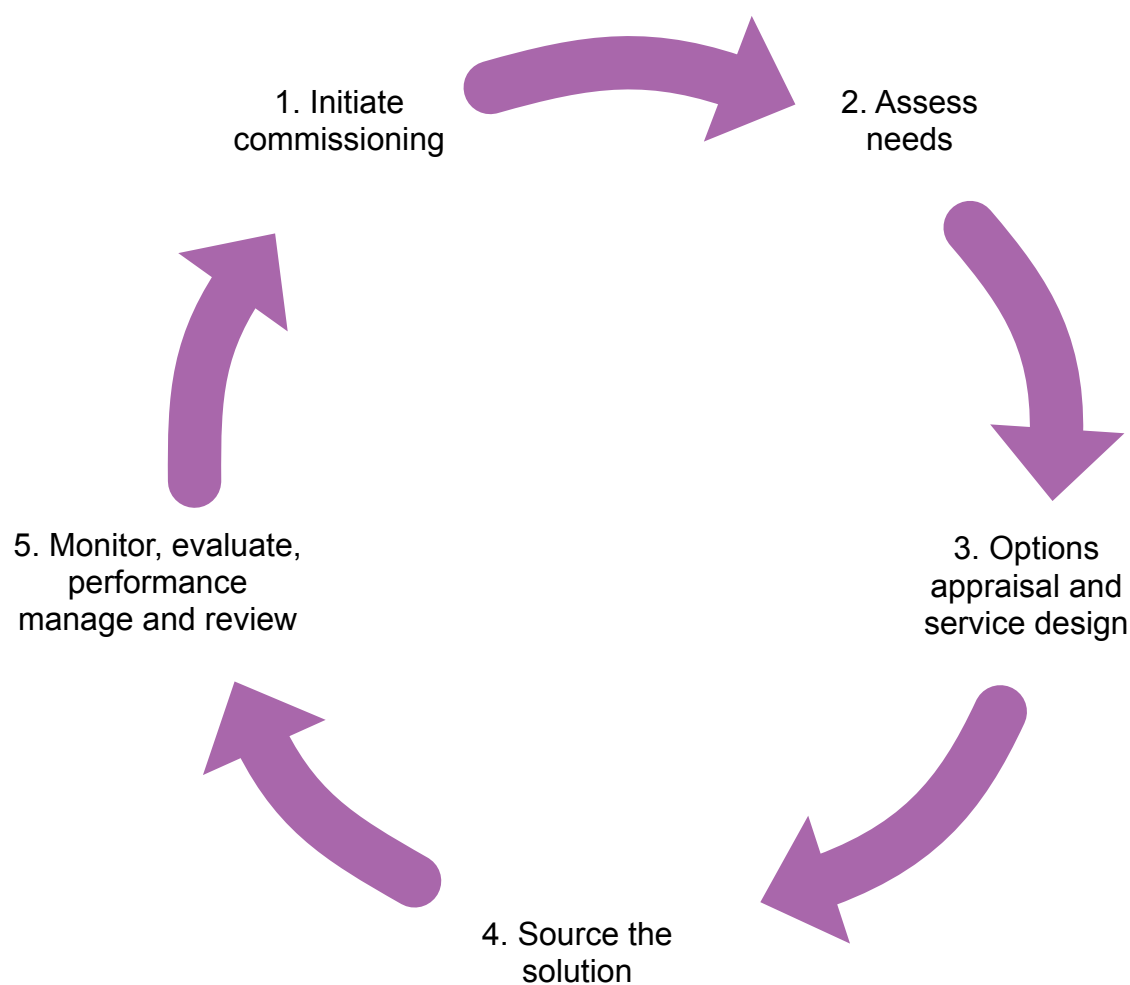 1. Initiate
commissioning
2. Assess
needs
3. Options
appraisal and
service design
4. Source the
solution
5. Monitor, evaluate,
performance
manage and review